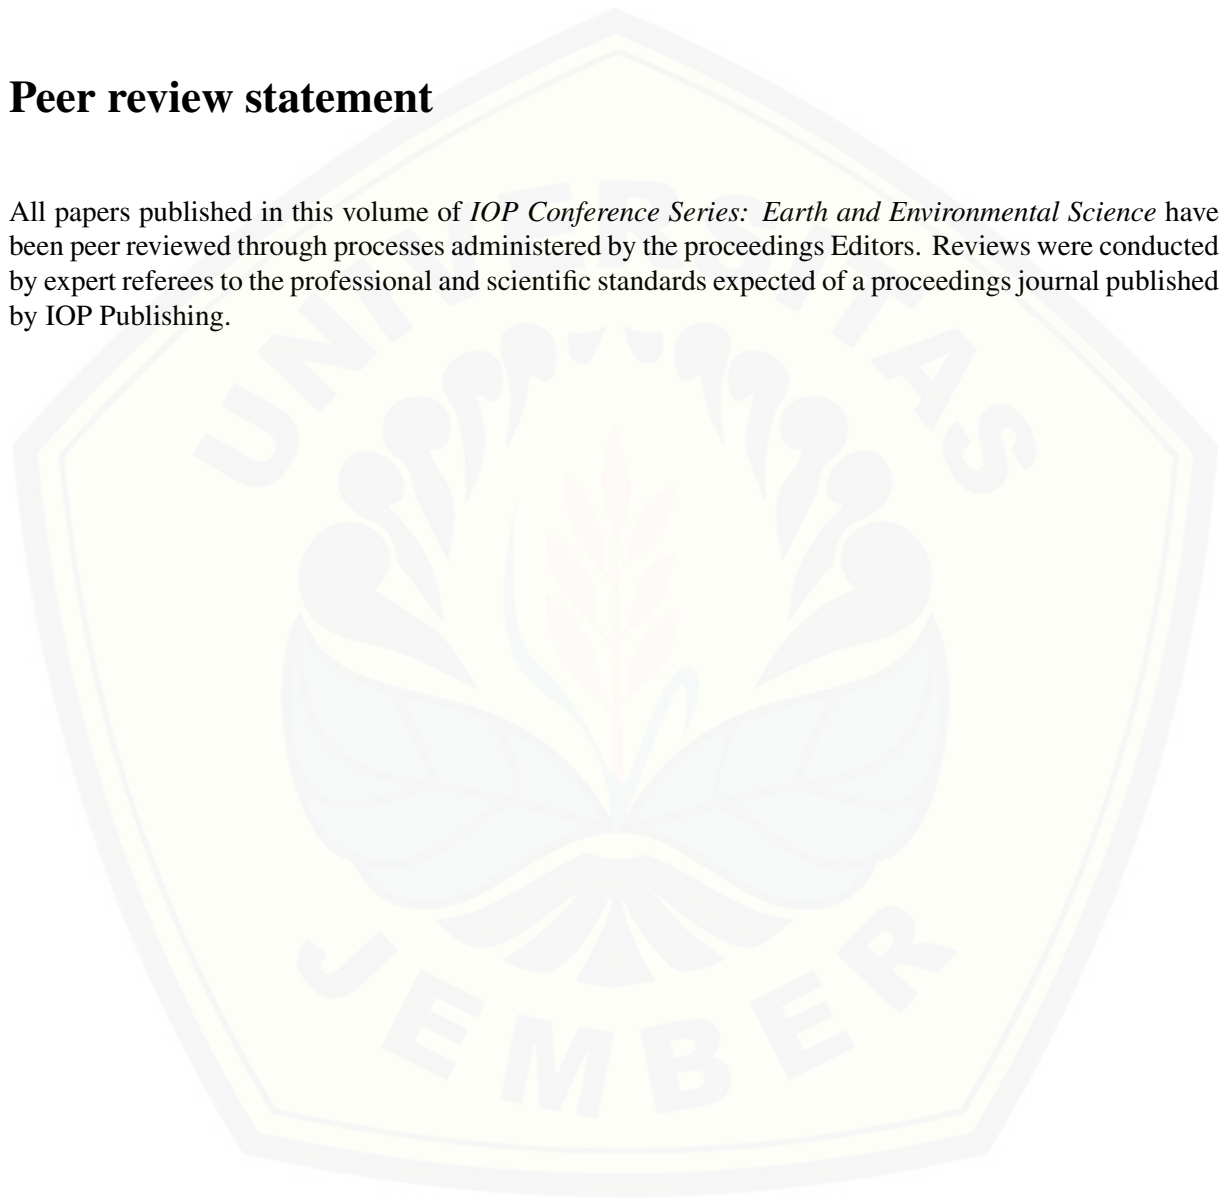 Peer review statement
All papers published in this volume of IOP Conference Series: Earth and Environmental Science have
been peer reviewed through processes administered by the proceedings Editors. Reviews were conducted
by expert referees to the professional and scientific standards expected of a proceedings journal published
by IOP Publishing.
UNIVERSITAS
JEMBER